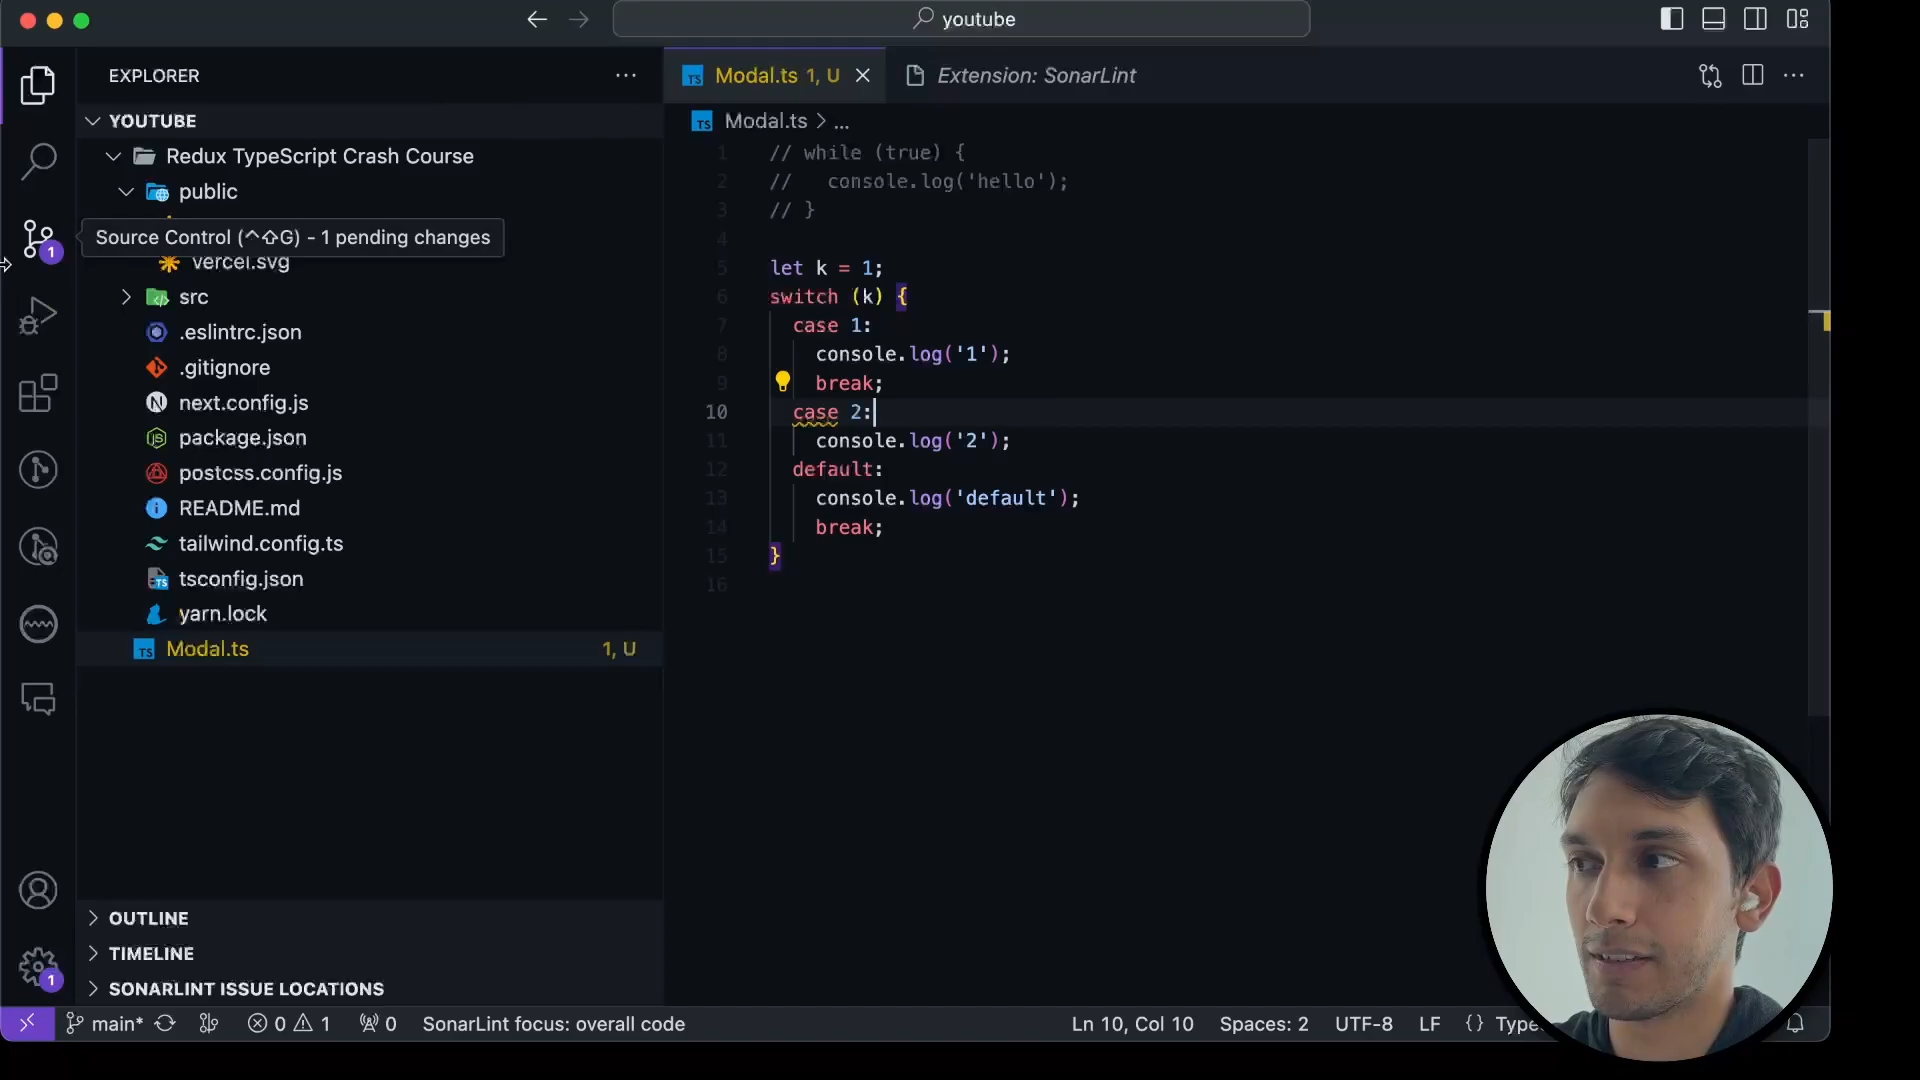 youtube
EXPLORER
Modal.ts 1, U
Extension: SonarLint
YOUTUBE
Modal.ts > ...
Redux TypeScript Crash Course
public
Source Control (^⇧G) - 1 pending changes
1
vercel.svg
src
.eslintrc.json
.gitignore
next.config.js
package.json
postcss.config.js
README.md
tailwind.config.ts
tsconfig.json
yarn.lock
Modal.ts 1, U
1 // while (true) {
2 //   console.log('hello');
3 // }
4
5 let k = 1;
6 switch (k) {
7   case 1:
8     console.log('1');
9     break;
10   case 2:
11     console.log('2');
12   default:
13     console.log('default');
14     break;
15 }
16
OUTLINE
TIMELINE
1
SONARLINT ISSUE LOCATIONS
main* 0 1 0 SonarLint focus: overall code Ln 10, Col 10 Spaces: 2 UTF-8 LF {}